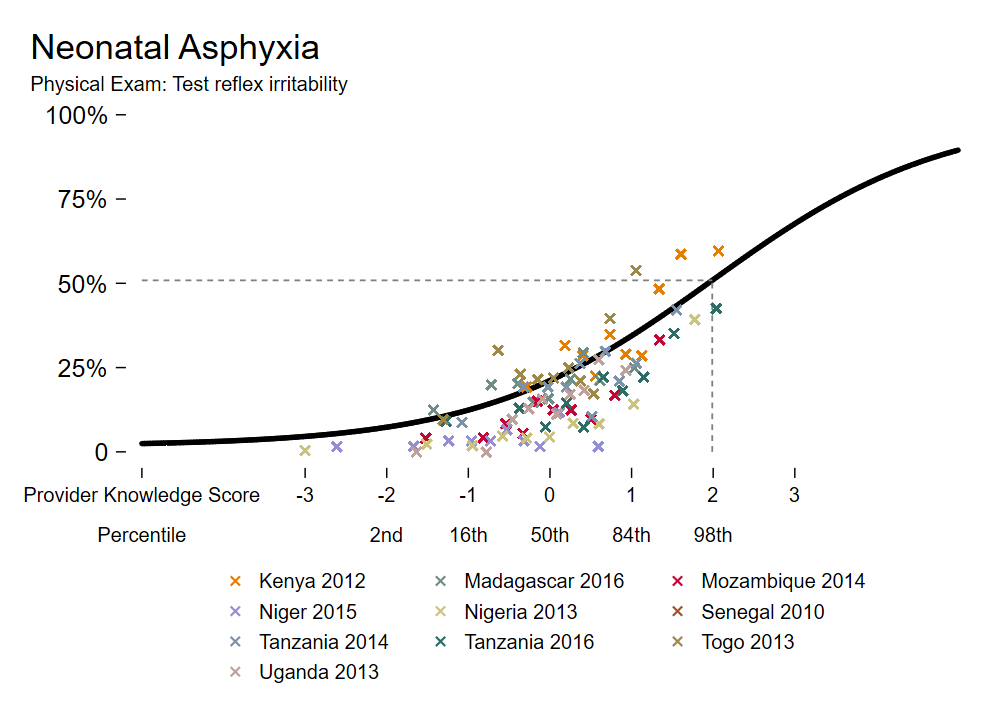 Neonatal Asphyxia
Physical Exam: Test reflex irritability
100%
75%
50%
25%
0
Provider Knowledge Score -3 -2 -1 0 1 2 3
Percentile 2nd 16th 50th 84th 98th
Kenya 2012 Madagascar 2016 Mozambique 2014
Niger 2015 Nigeria 2013 Senegal 2010
Tanzania 2014 Tanzania 2016 Togo 2013
Uganda 2013